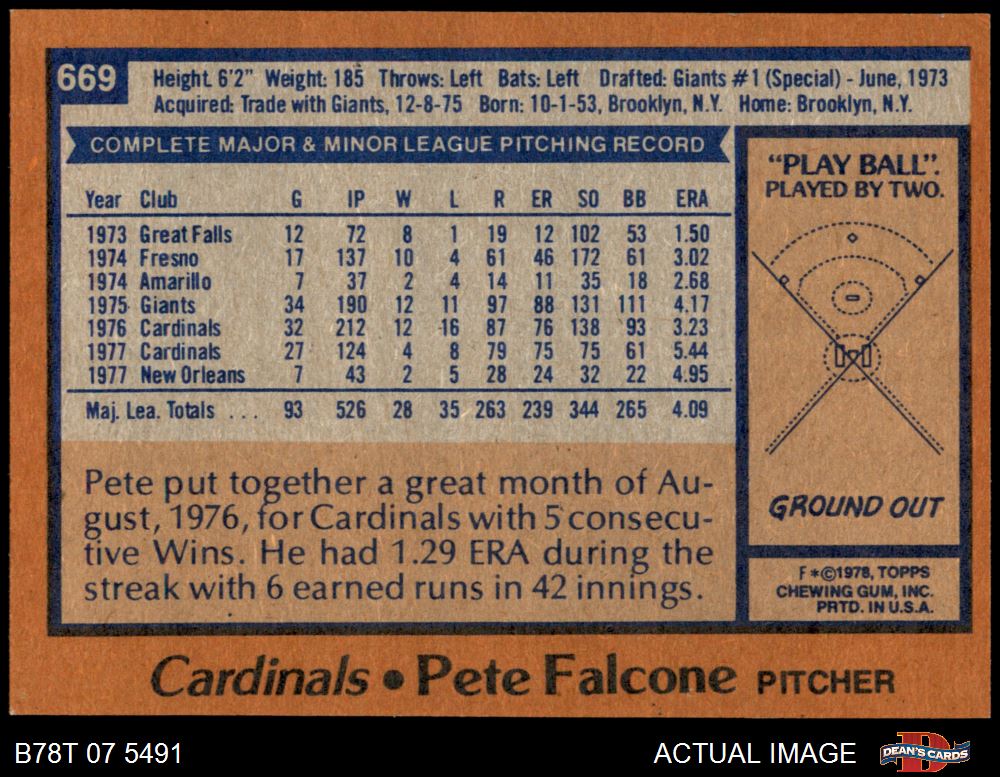 669
Height: 6'2" Weight: 185 Throws: Left Bats: Left Drafted: Giants #1 (Special) - June, 1973
Acquired: Trade with Giants, 12-8-75 Born: 10-1-53, Brooklyn, N.Y. Home: Brooklyn, N.Y.
COMPLETE MAJOR & MINOR LEAGUE PITCHING RECORD
Year Club G IP W L R ER SO BB ERA
1973 Great Falls 12 72 8 1 19 12 102 53 1.50
1974 Fresno 17 137 10 4 61 46 172 61 3.02
1974 Amarillo 7 37 2 4 14 11 35 18 2.68
1975 Giants 34 190 12 11 97 88 131 111 4.17
1976 Cardinals 32 212 12 16 87 76 138 93 3.23
1977 Cardinals 27 124 4 8 79 75 75 61 5.44
1977 New Orleans 7 43 2 5 28 24 32 22 4.95
Maj. Lea. Totals . . . 93 526 28 35 263 239 344 265 4.09
Pete put together a great month of Au-
gust, 1976, for Cardinals with 5 consecu-
tive Wins. He had 1.29 ERA during the
streak with 6 earned runs in 42 innings.
"PLAY BALL".
PLAYED BY TWO.
GROUND OUT
F*©1978, TOPPS
CHEWING GUM, INC.
PRTD. IN U.S.A.
Cardinals • Pete Falcone PITCHER
B78T 07 5491 ACTUAL IMAGE DEAN'S CARDS